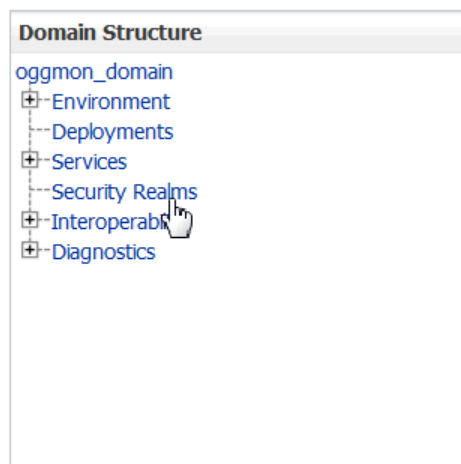 Domain Structure
oggmon_domain
Environment
Deployments
Services
Security Realms
Interoperabi
Diagnostics